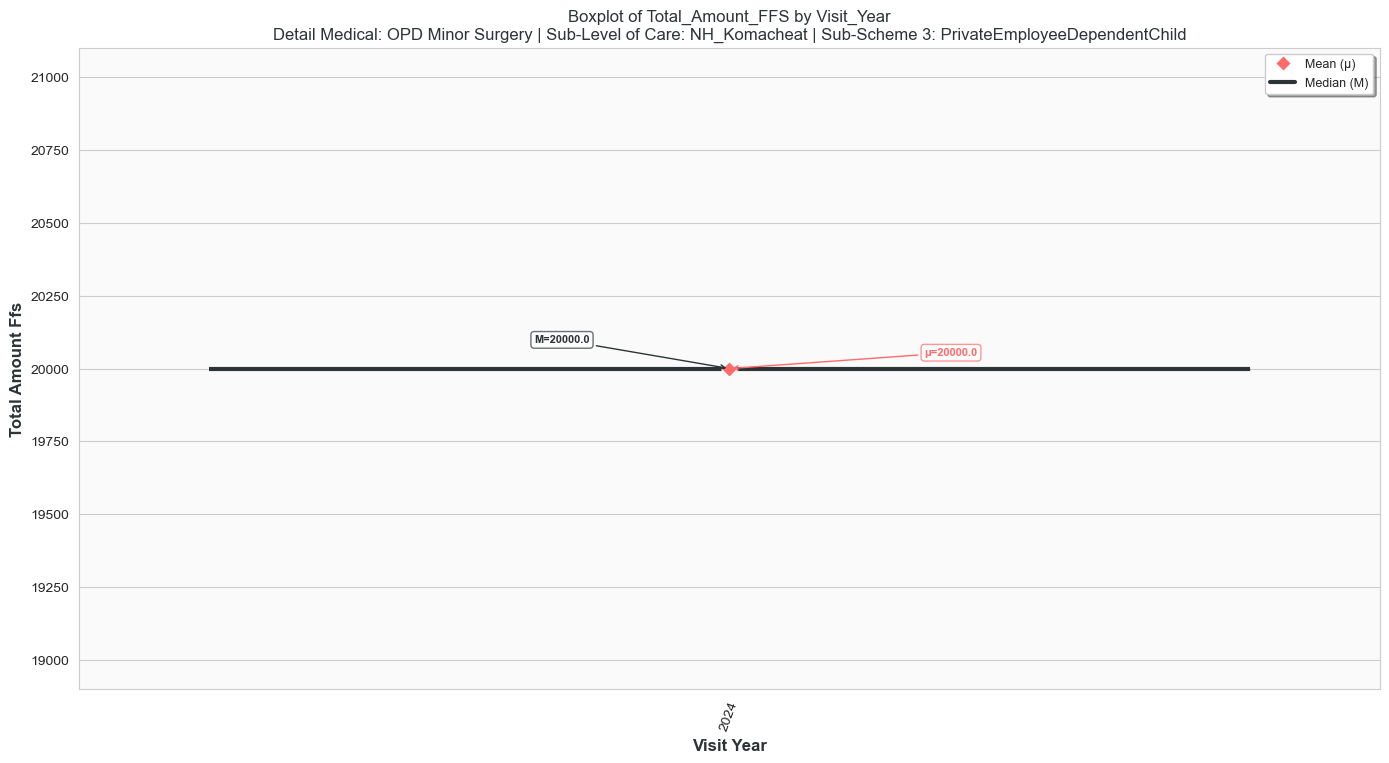 Boxplot of Total_Amount_FFS by Visit_Year
Detail Medical: OPD Minor Surgery | Sub-Level of Care: NH_Komacheat | Sub-Scheme 3: PrivateEmployeeDependentChild
Mean (μ)
Median (M)
21000
20750
20500
20250
20000
19750
19500
19250
19000
Total Amount Ffs
M=20000.0
μ=20000.0
2024
Visit Year